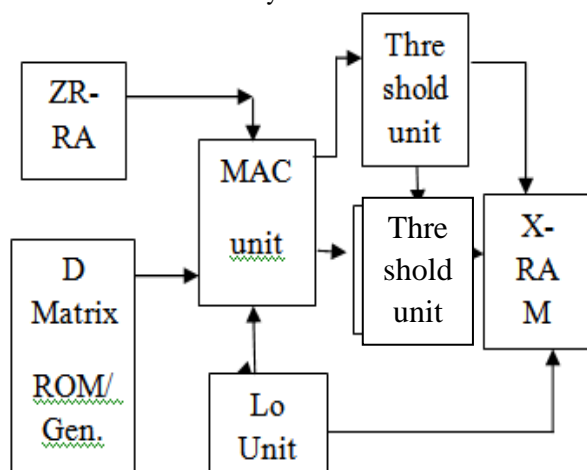 ZR-
RA
Thre
shold
unit
MAC
unit
D
Matrix
ROM/
Gen.
Thre
shold
unit
X-
RA
M
Lo
Unit